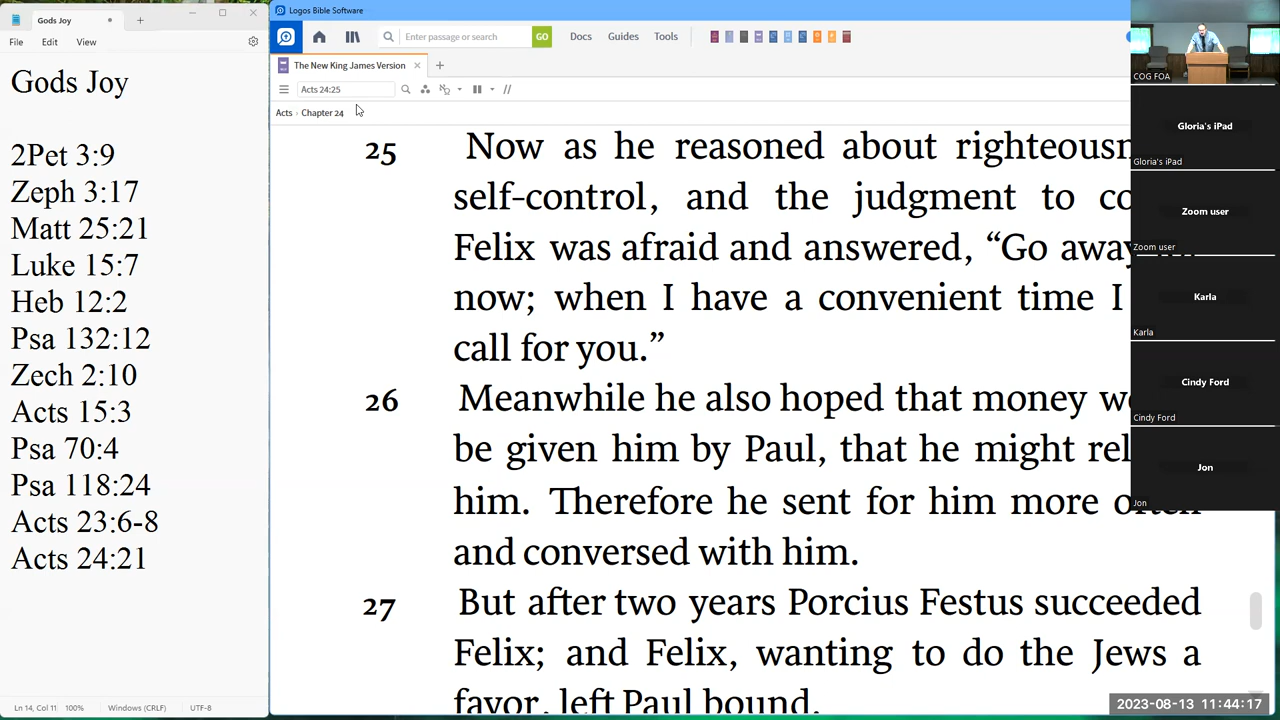 Gods Joy
File Edit View
Gods Joy
2Pet 3:9
Zeph 3:17
Matt 25:21
Luke 15:7
Heb 12:2
Psa 132:12
Zech 2:10
Acts 15:3
Psa 70:4
Psa 118:24
Acts 23:6-8
Acts 24:21
Ln 14, Col 11 100% Windows (CRLF) UTF-8
Logos Bible Software
Enter passage or search GO Docs Guides Tools
The New King James Version
Acts 24:25
Acts › Chapter 24
25 Now as he reasoned about righteousn
self-control, and the judgment to co
Felix was afraid and answered, “Go away
now; when I have a convenient time I
call for you.”
26 Meanwhile he also hoped that money w
be given him by Paul, that he might rel
him. Therefore he sent for him more often
and conversed with him.
27 But after two years Porcius Festus succeeded
Felix; and Felix, wanting to do the Jews a
favor, left Paul bound.
COG FOA
Gloria's iPad
Gloria's iPad
Zoom user
Zoom user
Karla
Karla
Cindy Ford
Cindy Ford
Jon
Jon
2023-08-13 11:44:17